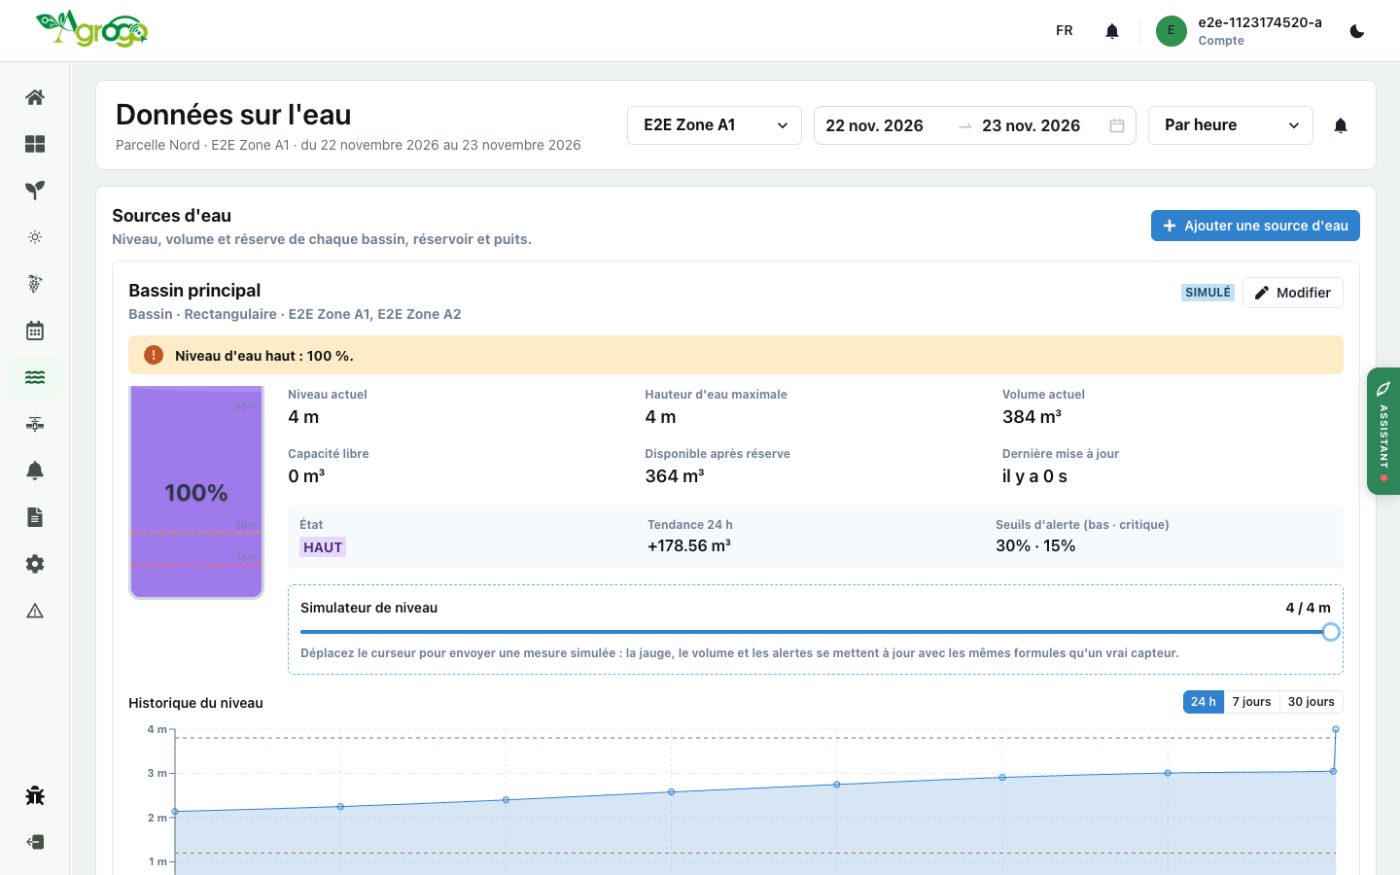 Agrogo
FR
E
e2e-1123174520-a
Compte
Données sur l'eau
Parcelle Nord · E2E Zone A1 · du 22 novembre 2026 au 23 novembre 2026
E2E Zone A1
22 nov. 2026 → 23 nov. 2026
Par heure
Sources d'eau
Niveau, volume et réserve de chaque bassin, réservoir et puits.
+ Ajouter une source d'eau
Bassin principal
Bassin · Rectangulaire · E2E Zone A1, E2E Zone A2
SIMULÉ
Modifier
Niveau d'eau haut : 100 %.
95%
100%
30%
15%
Niveau actuel
4 m
Hauteur d'eau maximale
4 m
Volume actuel
384 m³
Capacité libre
0 m³
Disponible après réserve
364 m³
Dernière mise à jour
il y a 0 s
État
HAUT
Tendance 24 h
+178.56 m³
Seuils d'alerte (bas · critique)
30% · 15%
Simulateur de niveau
4 / 4 m
Déplacez le curseur pour envoyer une mesure simulée : la jauge, le volume et les alertes se mettent à jour avec les mêmes formules qu'un vrai capteur.
Historique du niveau
24 h
7 jours
30 jours
4 m
3 m
2 m
1 m
ASSISTANT